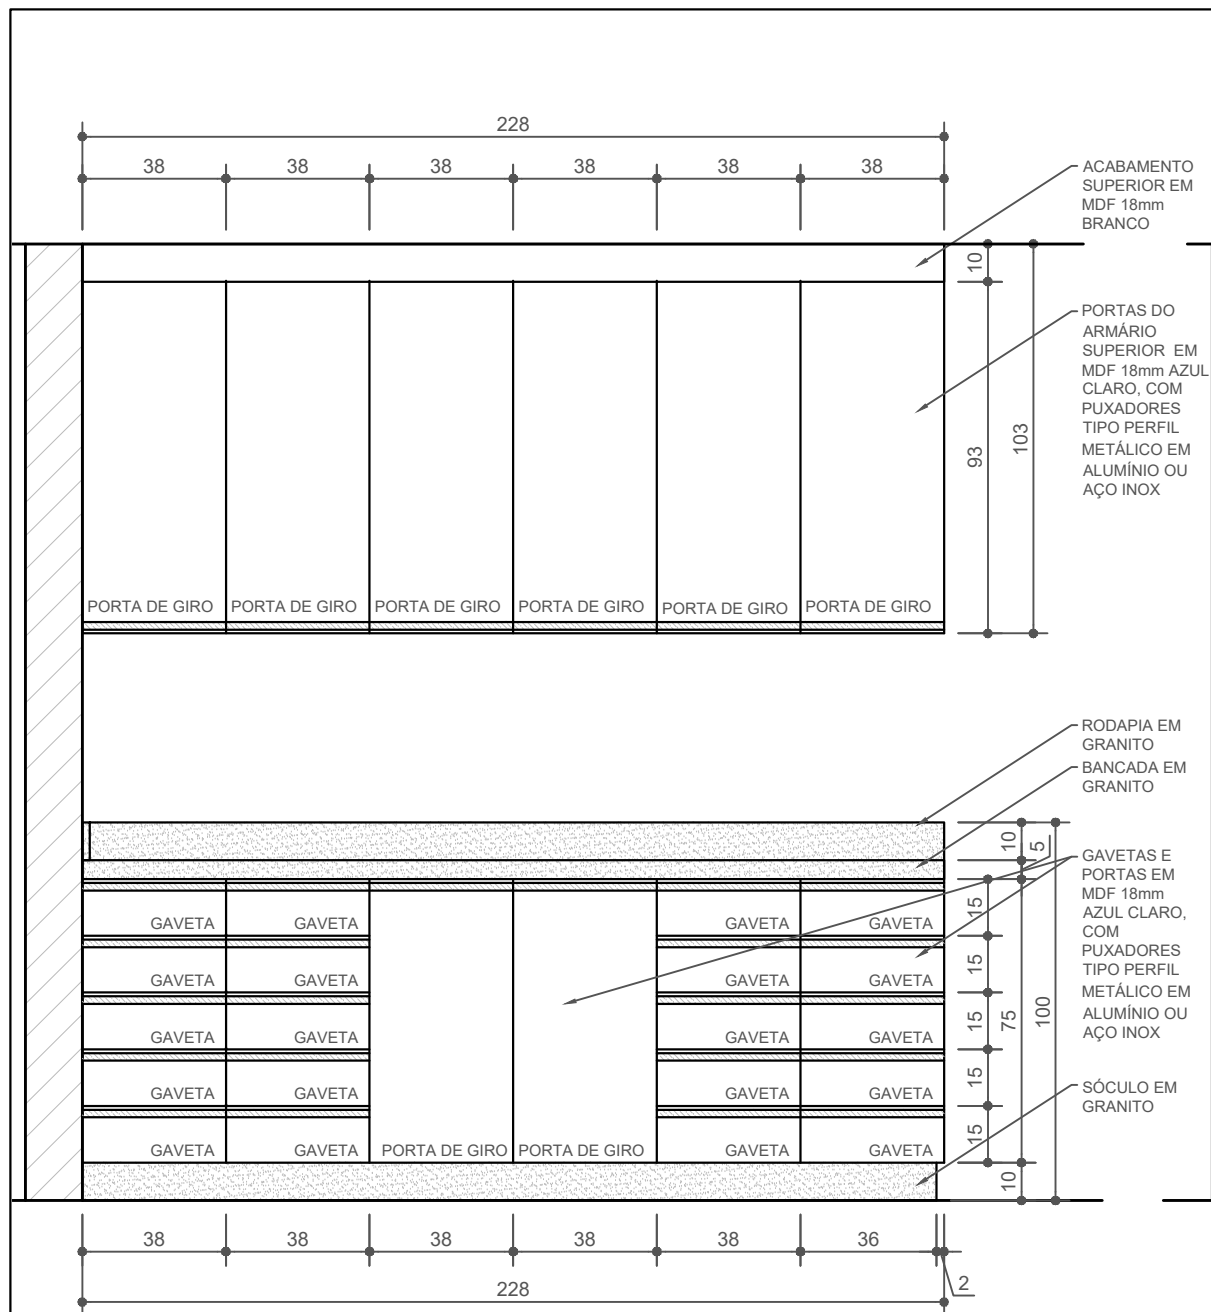 228
38 38 38 38 38 38
ACABAMENTO
SUPERIOR EM
MDF 18mm
BRANCO
10
PORTAS DO
ARMÁRIO
SUPERIOR EM
MDF 18mm AZUL
CLARO, COM
PUXADORES
TIPO PERFIL
METÁLICO EM
ALUMÍNIO OU
AÇO INOX
93
103
PORTA DE GIRO PORTA DE GIRO PORTA DE GIRO PORTA DE GIRO PORTA DE GIRO PORTA DE GIRO
RODAPIA EM
GRANITO
BANCADA EM
GRANITO
10
5
GAVETAS E
PORTAS EM
MDF 18mm
AZUL CLARO,
COM
PUXADORES
TIPO PERFIL
METÁLICO EM
ALUMÍNIO OU
AÇO INOX
GAVETA GAVETA GAVETA GAVETA 15
GAVETA GAVETA GAVETA GAVETA 15
GAVETA GAVETA GAVETA GAVETA 15 75 100
GAVETA GAVETA GAVETA GAVETA 15
GAVETA GAVETA PORTA DE GIRO PORTA DE GIRO GAVETA GAVETA 15
SÓCULO EM
GRANITO
10
38 38 38 38 38 36
2
228